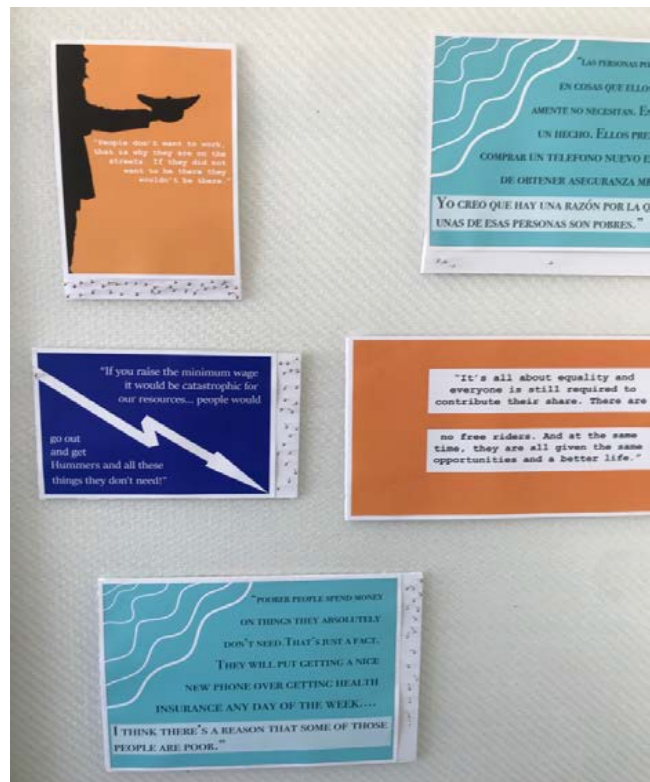 "People don't want to work,
that is why they are on the
streets. If they did not
want to be there they
wouldn't be there."
"LAS PERSONAS
EN COSAS QUE
AMENTE NO NECESITAN.
UN HECHO. ELLOS
COMPRAR UN TELEFONO NUEVO
DE OBTENER ASEGURANZA
YO CREO QUE HAY UNA RAZÓN POR LA
UNAS DE ESAS PERSONAS SON POBRES."
"If you raise the minimum wage
it would be catastrophic for
our resources... people would
go out
and get
Hummers and all these
things they don't need!"
"It's all about equality and
everyone is still required to
contribute their share. There are
no free riders. And at the same
time, they are all given the same
opportunities and a better life."
"POORER PEOPLE SPEND MONEY
ON THINGS THEY ABSOLUTELY
DON'T NEED. THAT'S JUST A FACT.
THEY WILL PUT GETTING A NICE
NEW PHONE OVER GETTING HEALTH
INSURANCE ANY DAY OF THE WEEK....
I THINK THERE'S A REASON THAT SOME OF THOSE
PEOPLE ARE POOR."